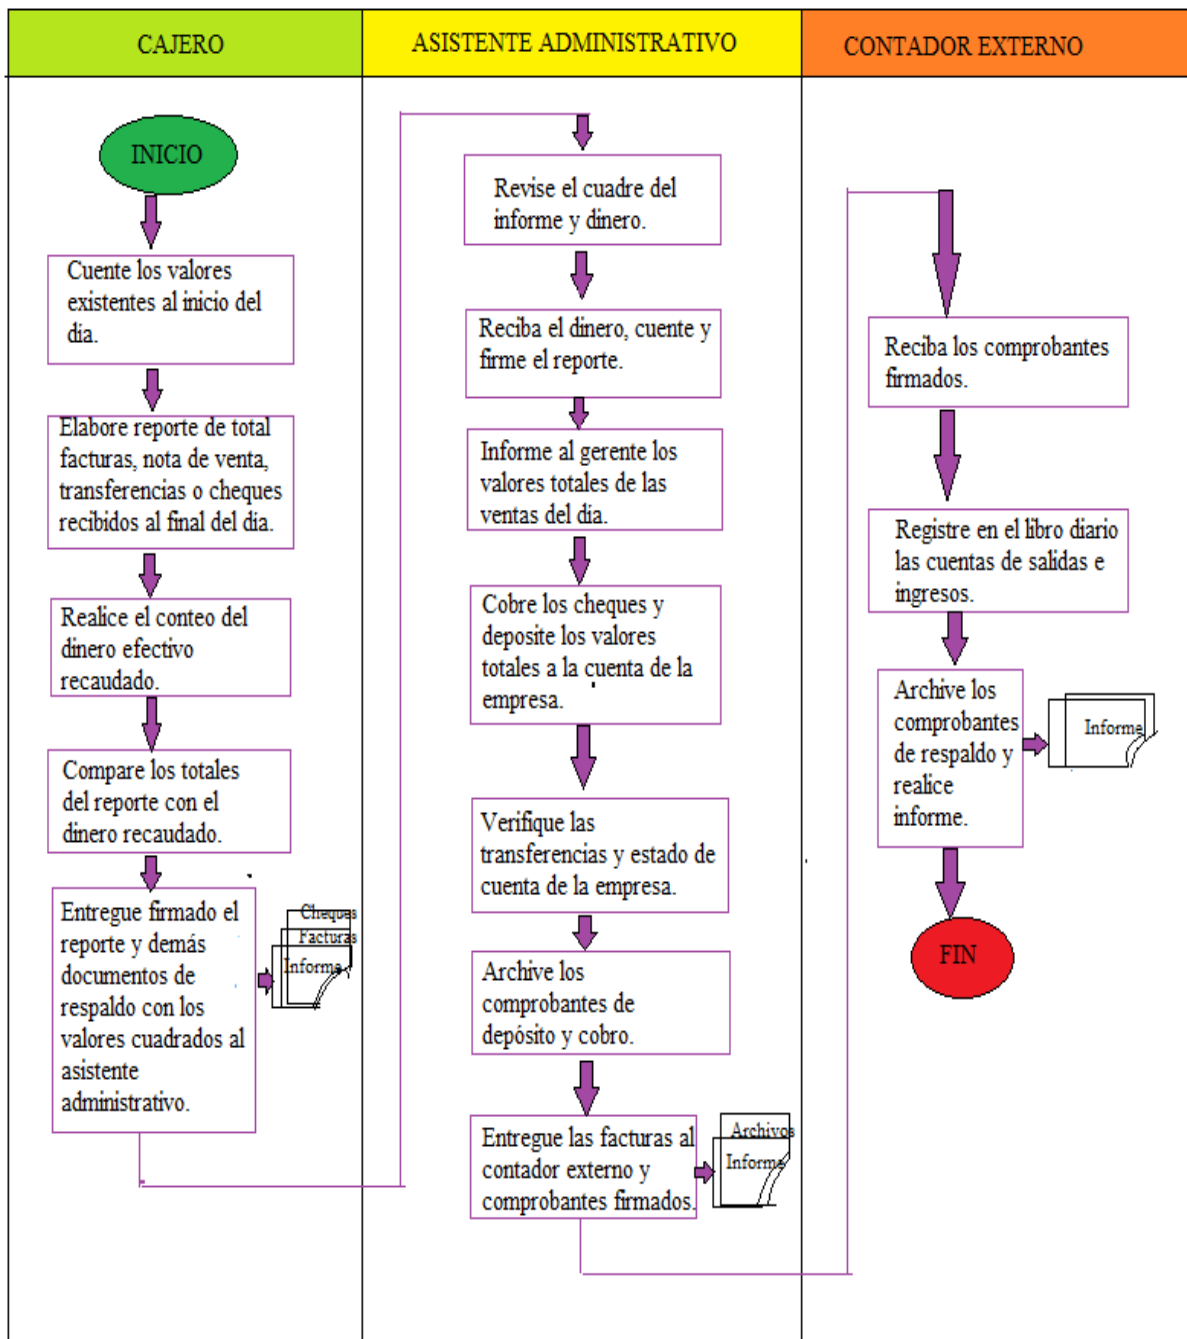 CAJERO
ASISTENTE ADMINISTRATIVO
CONTADOR EXTERNO
INICIO
Cuente los valores
existentes al inicio del
día.
Elabore reporte de total
facturas, nota de venta,
transferencias o cheques
recibidos al final del día.
Realice el conteo del
dinero efectivo
recaudado.
Compare los totales
del reporte con el
dinero recaudado.
Entregue firmado el
reporte y demás
documentos de
respaldo con los
valores cuadrados al
asistente
administrativo.
Cheques
Facturas
Informe
Revise el cuadre del
informe y dinero.
Reciba el dinero, cuente y
firme el reporte.
Informe al gerente los
valores totales de las
ventas del día.
Cobre los cheques y
deposite los valores
totales a la cuenta de la
empresa.
Verifique las
transferencias y estado de
cuenta de la empresa.
Archive los
comprobantes de
depósito y cobro.
Entregue las facturas al
contador externo y
comprobantes firmados.
Archivos
Informe
Reciba los comprobantes
firmados.
Registre en el libro diario
las cuentas de salidas e
ingresos.
Archive los
comprobantes
de respaldo y
realice
informe.
Informe
FIN